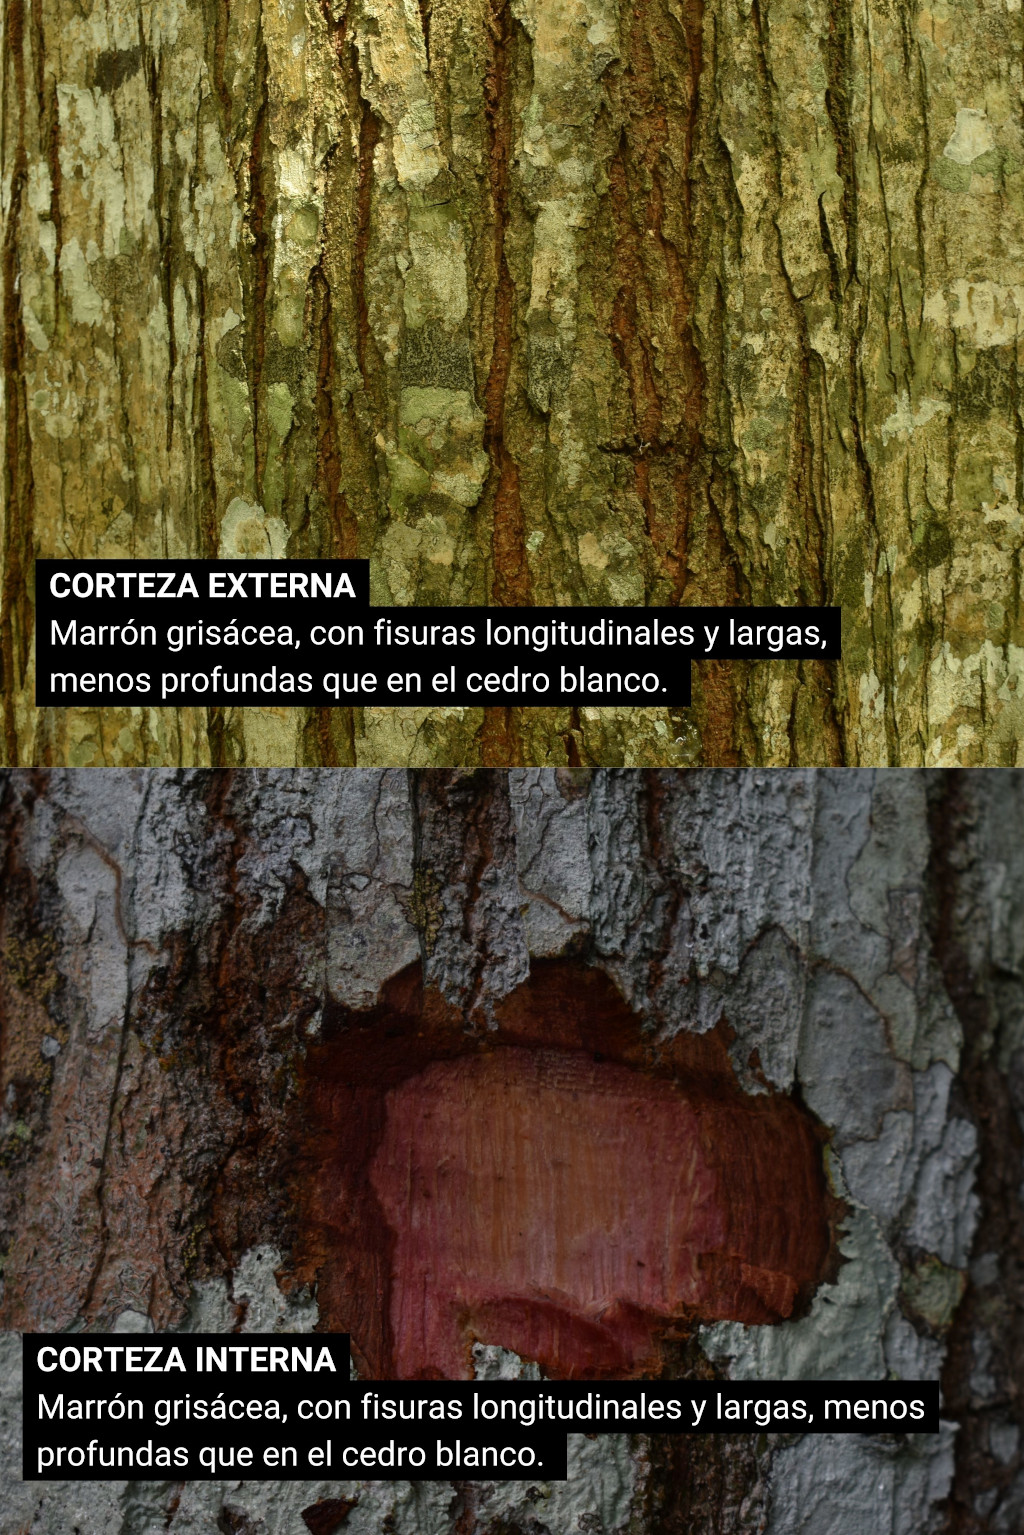 CORTEZA EXTERNA
Marrón grisácea, con fisuras longitudinales y largas,
menos profundas que en el cedro blanco.
CORTEZA INTERNA
Marrón grisácea, con fisuras longitudinales y largas, menos
profundas que en el cedro blanco.